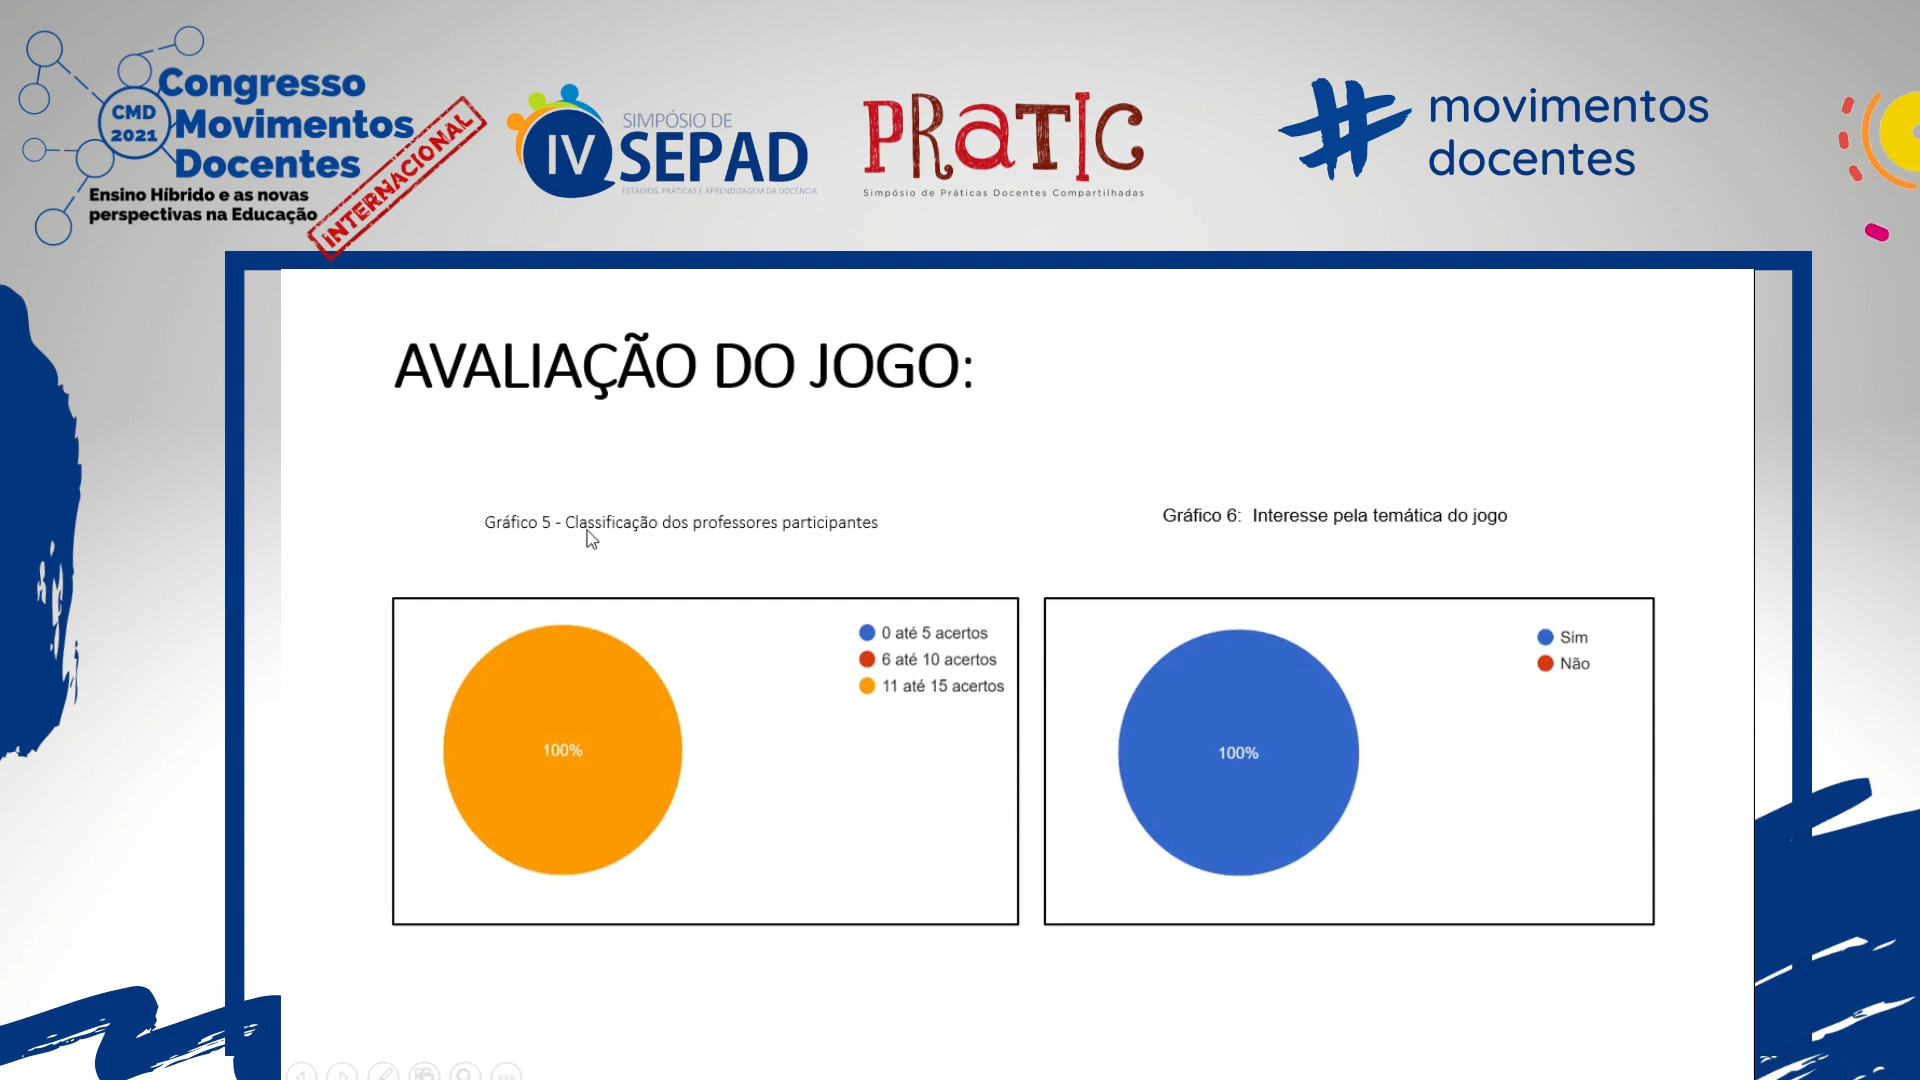 Congresso
CMD
2021
Movimentos
Docentes
Ensino Híbrido e as novas
perspectivas na Educação
INTERNACIONAL
IV
SIMPÓSIO DE
SEPAD
ESTÁGIOS, PRÁTICAS E APRENDIZAGEM DA DOCÊNCIA
PRATIC
Simpósio de Práticas Docentes Compartilhadas
# movimentos
docentes
AVALIAÇÃO DO JOGO:
Gráfico 5 - Classificação dos professores participantes
0 até 5 acertos
6 até 10 acertos
11 até 15 acertos
100%
Gráfico 6: Interesse pela temática do jogo
Sim
Não
100%